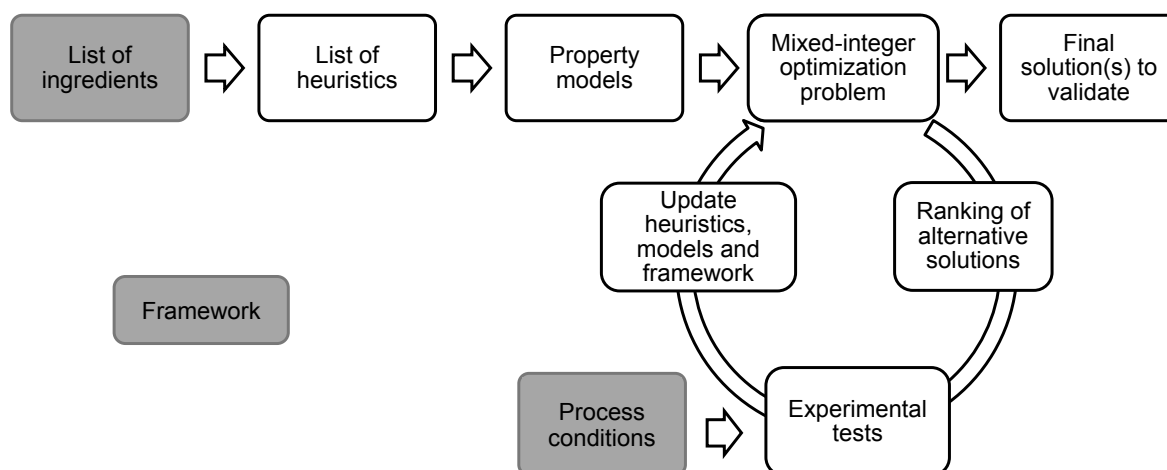 List of
ingredients
List of
heuristics
Property
models
Mixed-integer
optimization
problem
Final
solution(s) to
validate
Update
heuristics,
models and
framework
Ranking of
alternative
solutions
Framework
Process
conditions
Experimental
tests